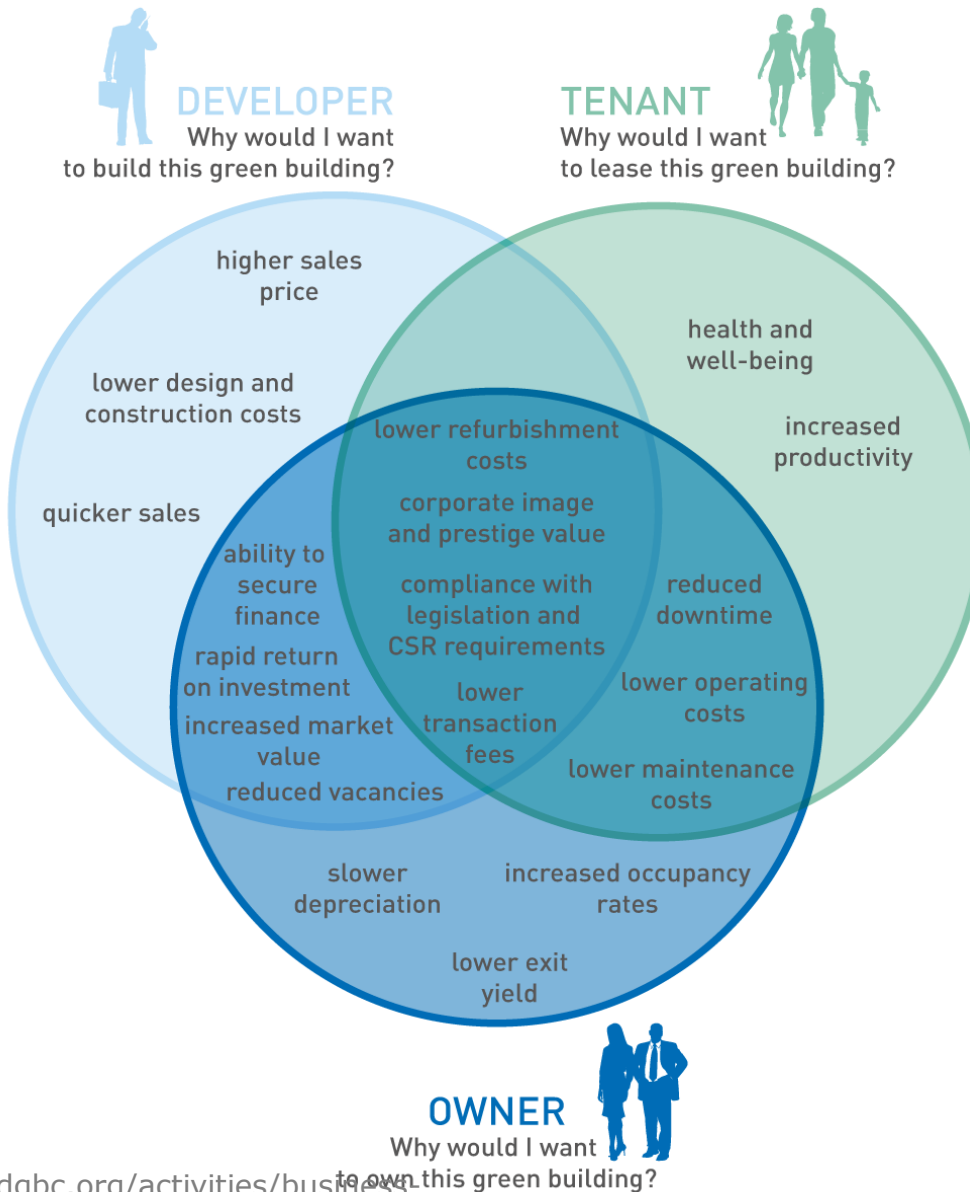 DEVELOPER
Why would I want
to build this green building?
TENANT
Why would I want
to lease this green building?
higher sales
price
lower design and
construction costs
quicker sales
health and
well-being
increased
productivity
lower refurbishment
costs
corporate image
and prestige value
compliance with
legislation and
CSR requirements
lower
transaction
fees
ability to
secure
finance
rapid return
on investment
increased market
value
reduced vacancies
reduced
downtime
lower operating
costs
lower maintenance
costs
slower
depreciation
increased occupancy
rates
lower exit
yield
OWNER
Why would I want
to own this green building?
dgbc.org/activities/business-